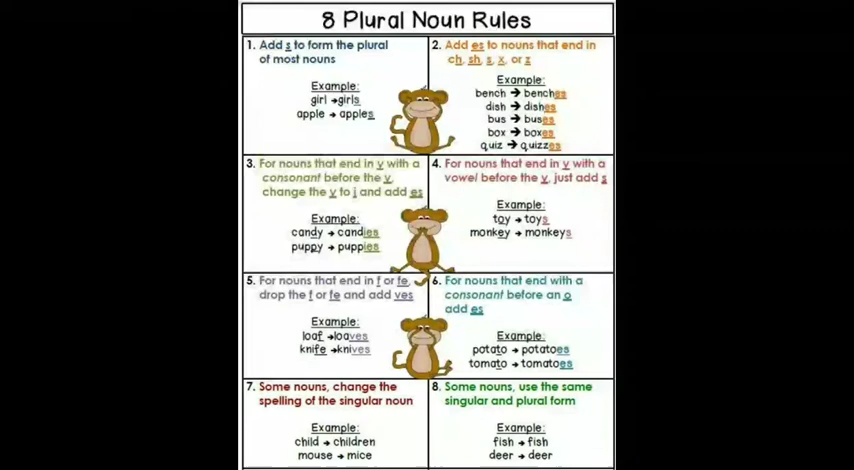 8 Plural Noun Rules
1. Add s to form the plural
of most nouns
Example:
girl → girls
apple → apples
2. Add es to nouns that end in
ch, sh, s, x, or z
Example:
bench → benches
dish → dishes
bus → buses
box → boxes
quiz → quizzes
3. For nouns that end in y with a
consonant before the y,
change the y to i and add es
Example:
candy → candies
puppy → puppies
4. For nouns that end in y with a
vowel before the y, just add s
Example:
toy → toys
monkey → monkeys
5. For nouns that end in f or fe,
drop the f or fe and add ves
Example:
loaf → loaves
knife → knives
6. For nouns that end with a
consonant before an o
add es
Example:
potato → potatoes
tomato → tomatoes
7. Some nouns, change the
spelling of the singular noun
Example:
child → children
mouse → mice
8. Some nouns, use the same
singular and plural form
Example:
fish → fish
deer → deer